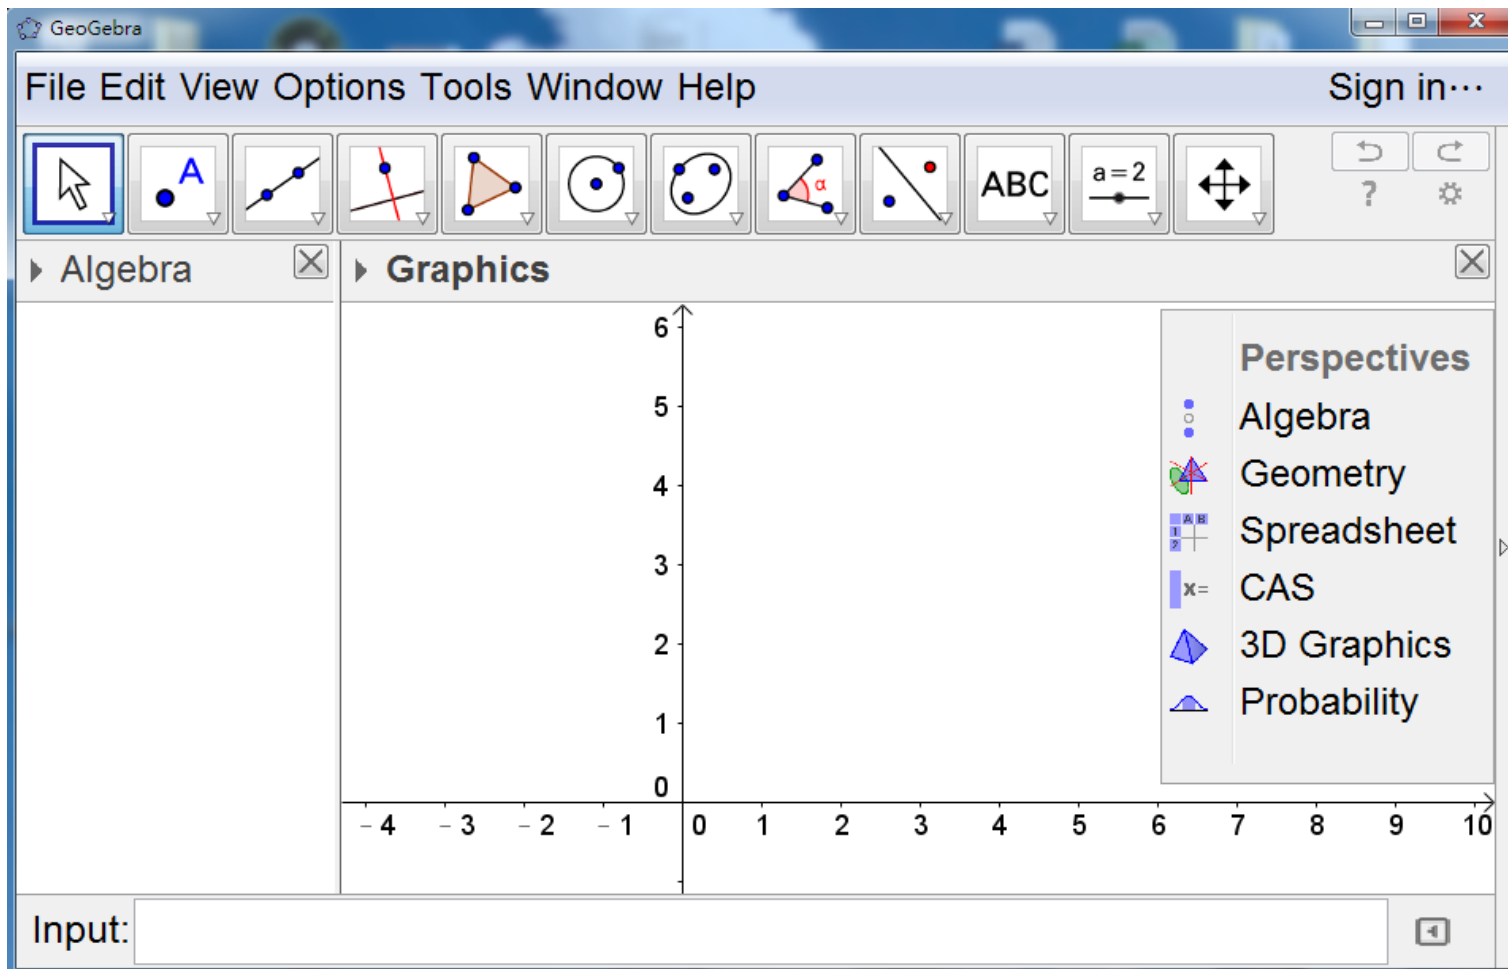 GeoGebra
File Edit View Options Tools Window Help Sign in···
A α ABC a = 2 ?
Algebra Graphics
Perspectives
Algebra
Geometry
A B
1
2
Spreadsheet
x= CAS
3D Graphics
Probability
6
5
4
3
2
1
0
– 4 – 3 – 2 – 1 0 1 2 3 4 5 6 7 8 9 10
Input: